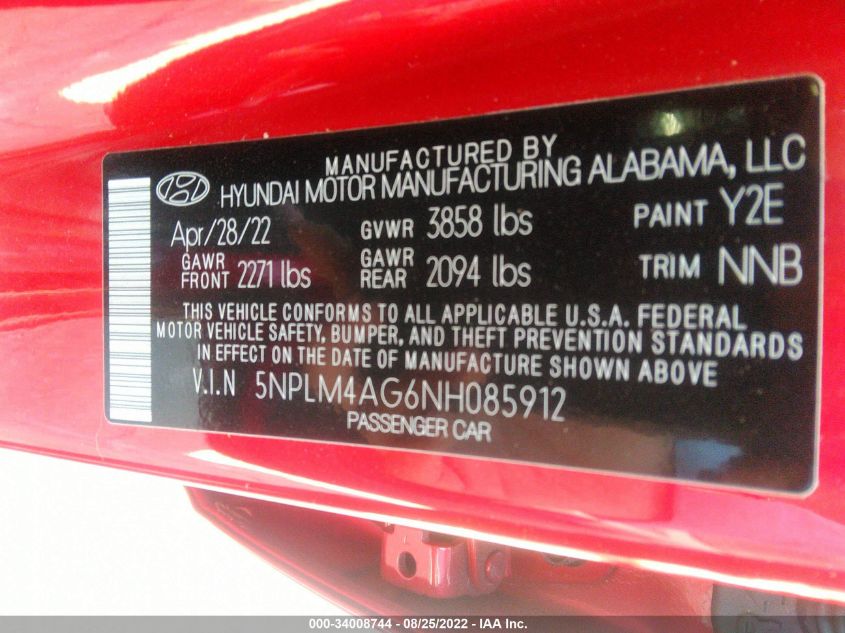 MANUFACTURED BY
HYUNDAI MOTOR MANUFACTURING ALABAMA, LLC
Apr/28/22 GVWR 3858 lbs PAINT Y2E
GAWR FRONT 2271 lbs GAWR REAR 2094 lbs TRIM NNB
THIS VEHICLE CONFORMS TO ALL APPLICABLE U.S.A. FEDERAL
MOTOR VEHICLE SAFETY, BUMPER, AND THEFT PREVENTION STANDARDS
IN EFFECT ON THE DATE OF MANUFACTURE SHOWN ABOVE
V.I.N 5NPLM4AG6NH085912
PASSENGER CAR
000-34008744 - 08/25/2022 - IAA Inc.